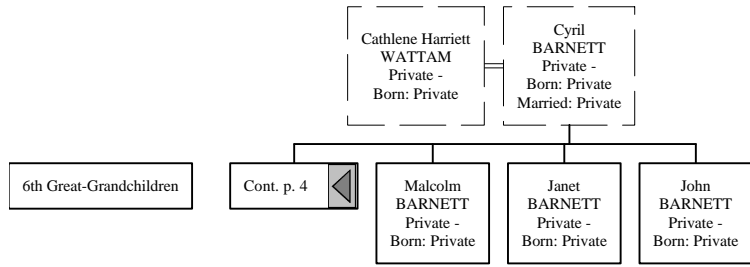 Cathlene Harriett
WATTAM
Private -
Born: Private
Cyril
BARNETT
Private -
Born: Private
Married: Private
6th Great-Grandchildren
Cont. p. 4
Malcolm
BARNETT
Private -
Born: Private
Janet
BARNETT
Private -
Born: Private
John
BARNETT
Private -
Born: Private